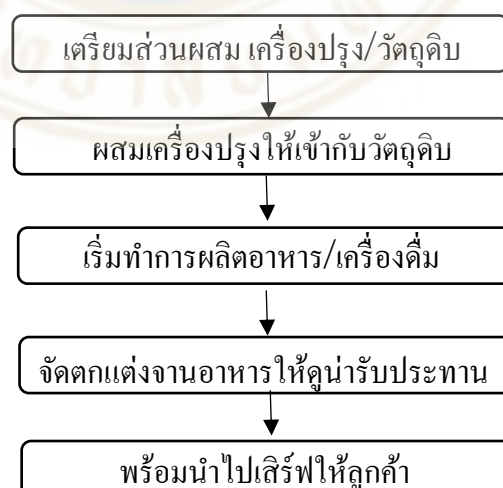 เตรียมส่วนผสม เครื่องปรุง/วัตถุดิบ
ผสมเครื่องปรุงให้เข้ากับวัตถุดิบ
เริ่มทำการผลิตอาหาร/เครื่องดื่ม
จัดตกแต่งจานอาหารให้ดูน่ารับประทาน
พร้อมนำไปเสิร์ฟให้ลูกค้า